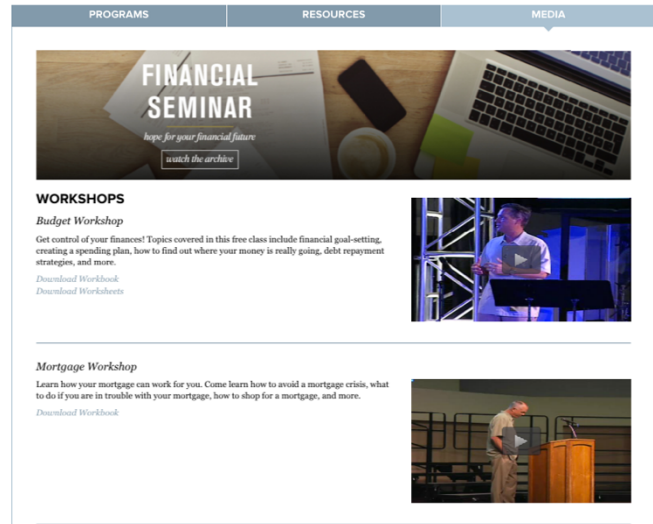 PROGRAMS
RESOURCES
MEDIA
FINANCIAL
SEMINAR
hope for your financial future
watch the archive
WORKSHOPS
Budget Workshop
Get control of your finances! Topics covered in this free class include financial goal-setting,
creating a spending plan, how to find out where your money is really going, debt repayment
strategies, and more.
Download Workbook
Download Worksheets
Mortgage Workshop
Learn how your mortgage can work for you. Come learn how to avoid a mortgage crisis, what
to do if you are in trouble with your mortgage, how to shop for a mortgage, and more.
Download Workbook